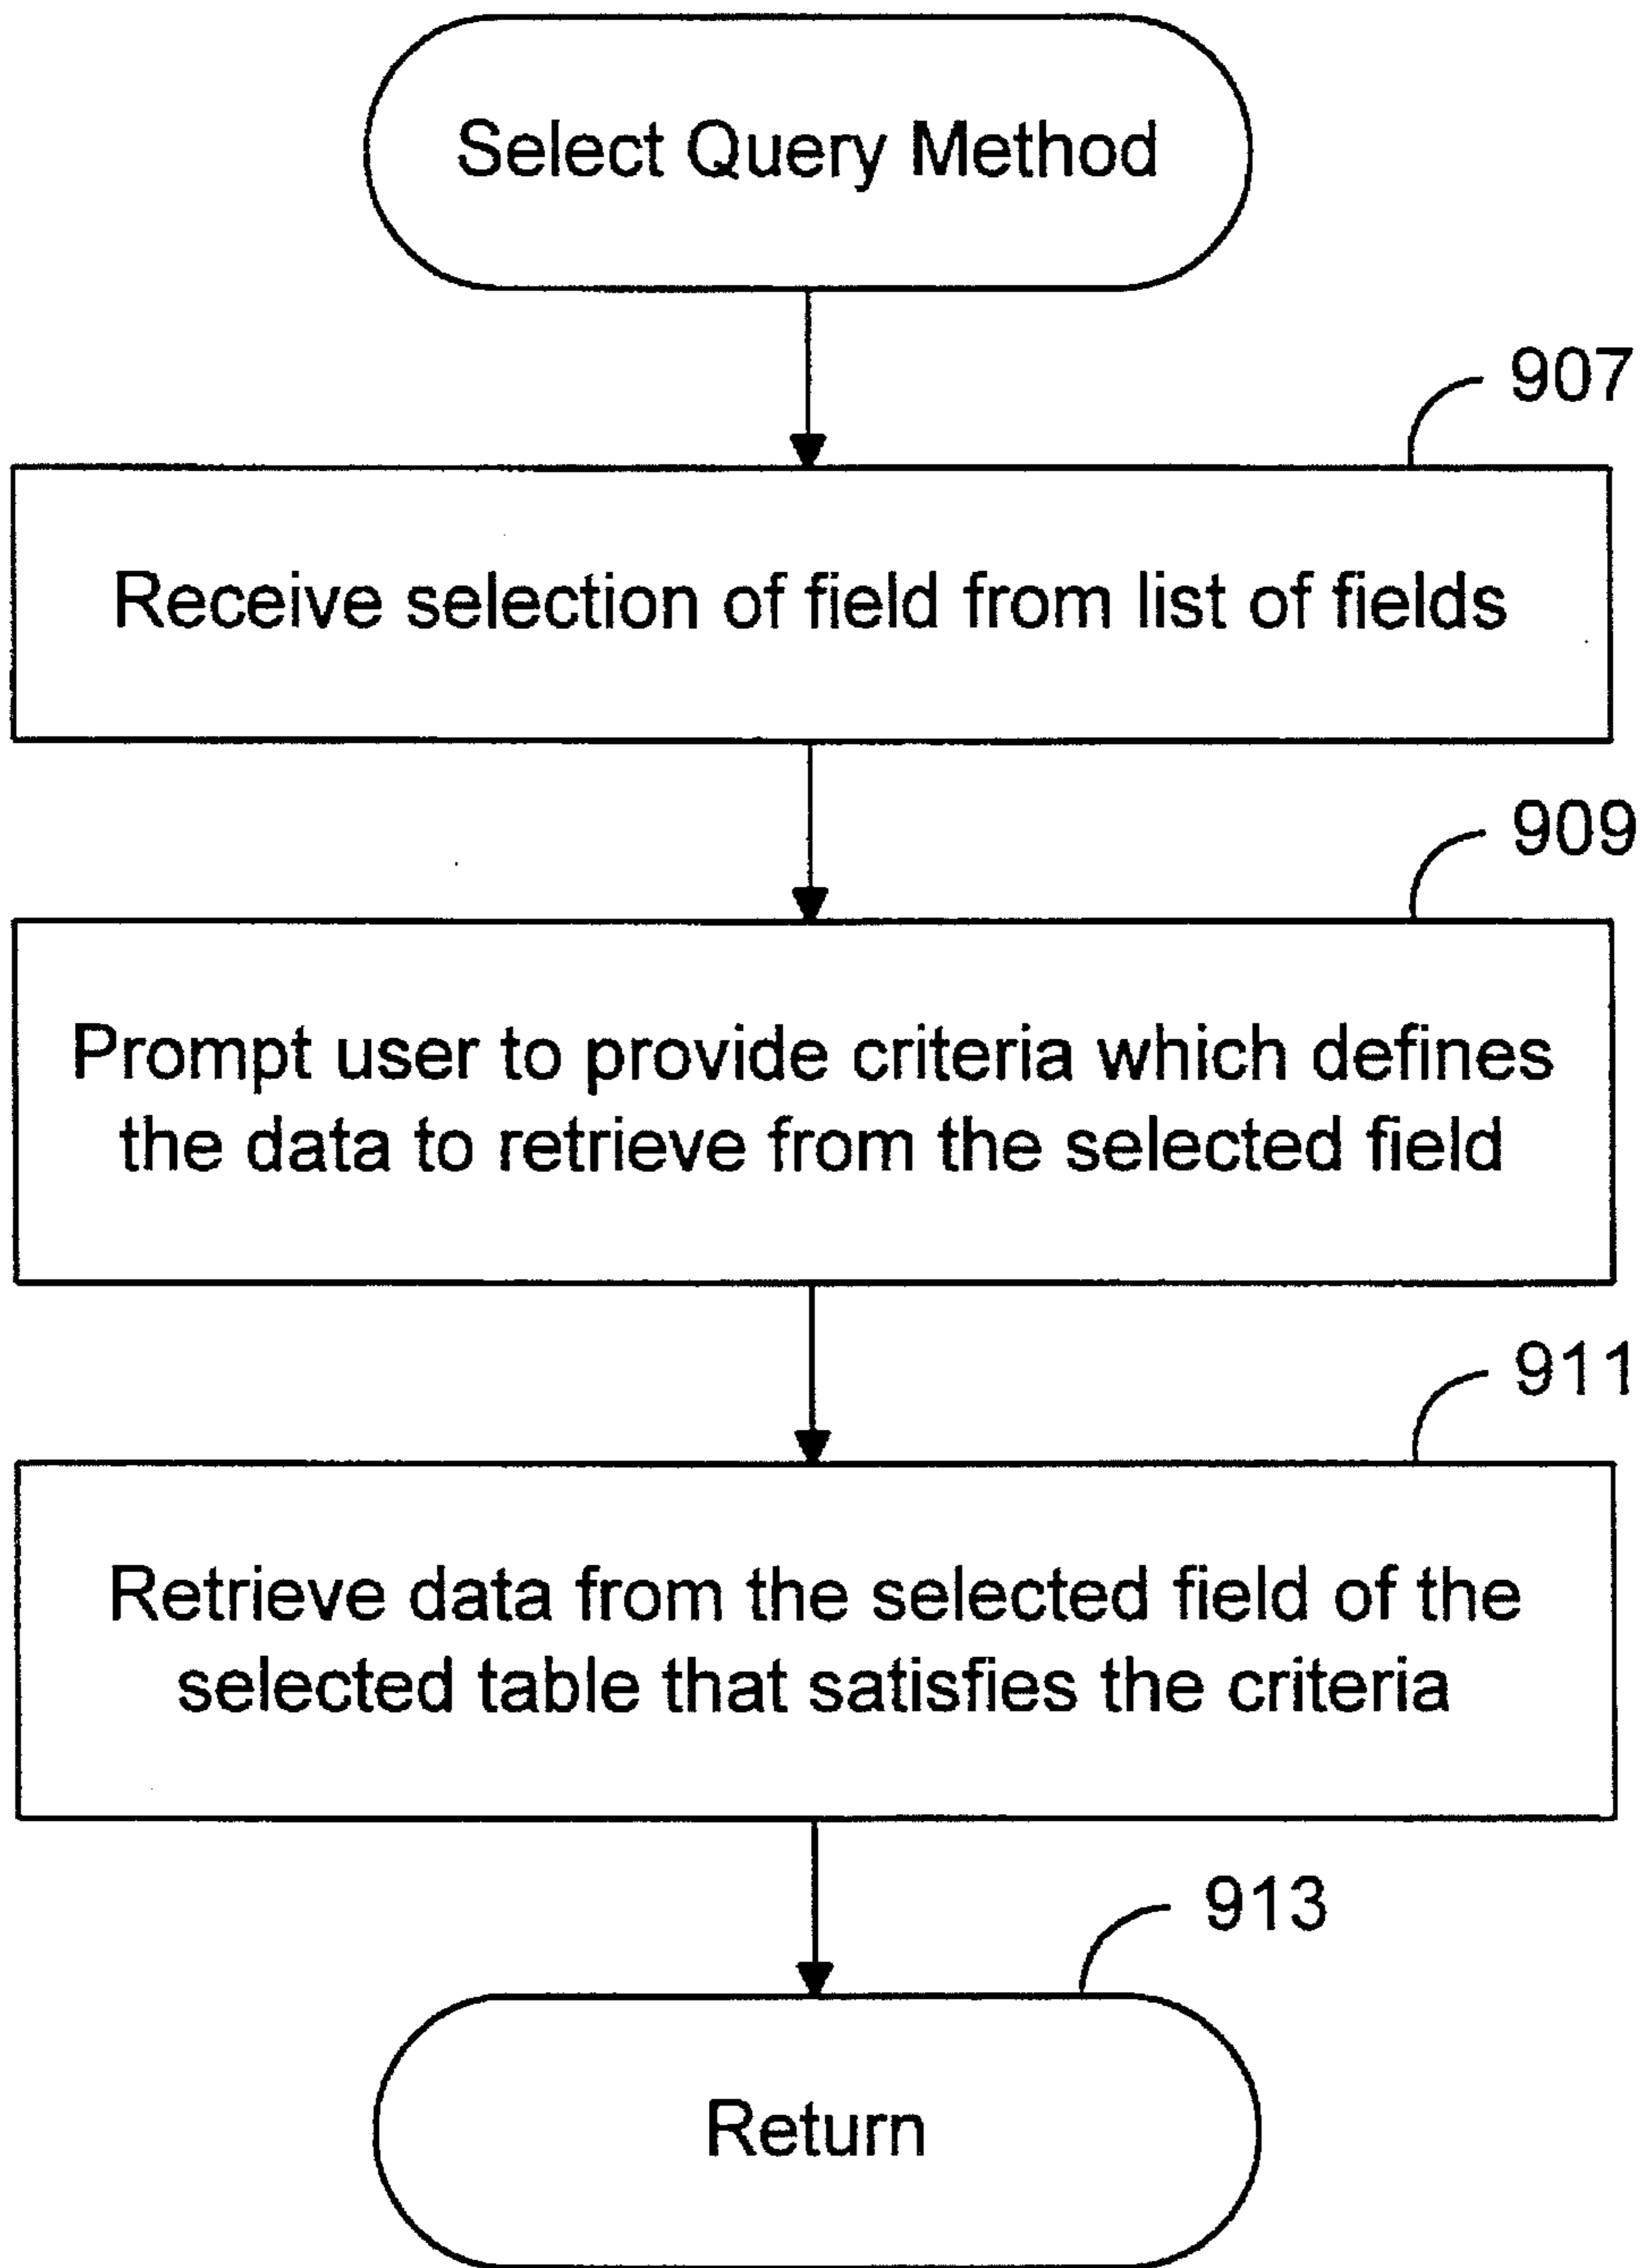 Select Query Method
907
Receive selection of field from list of fields
909
Prompt user to provide criteria which defines
the data to retrieve from the selected field
911
Retrieve data from the selected field of the
selected table that satisfies the criteria
913
Return